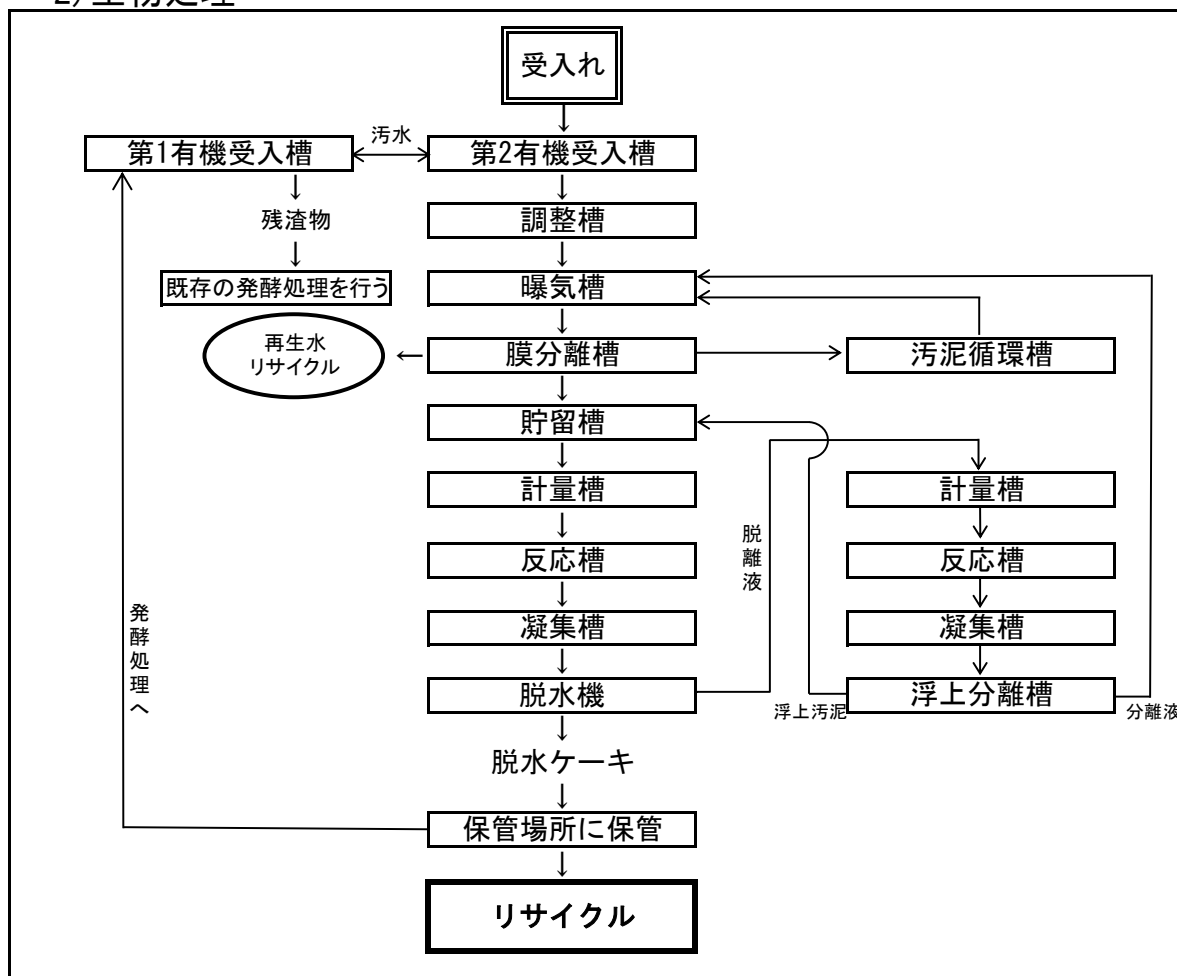 2) 生物処理
受入れ
汚水
第1有機受入槽
第2有機受入槽
残渣物
調整槽
既存の発酵処理を行う
曝気槽
再生水
リサイクル
膜分離槽
汚泥循環槽
貯留槽
計量槽
計量槽
脱離液
反応槽
反応槽
発酵処理へ
凝集槽
凝集槽
脱水機
浮上分離槽
浮上汚泥
分離液
脱水ケーキ
保管場所に保管
リサイクル